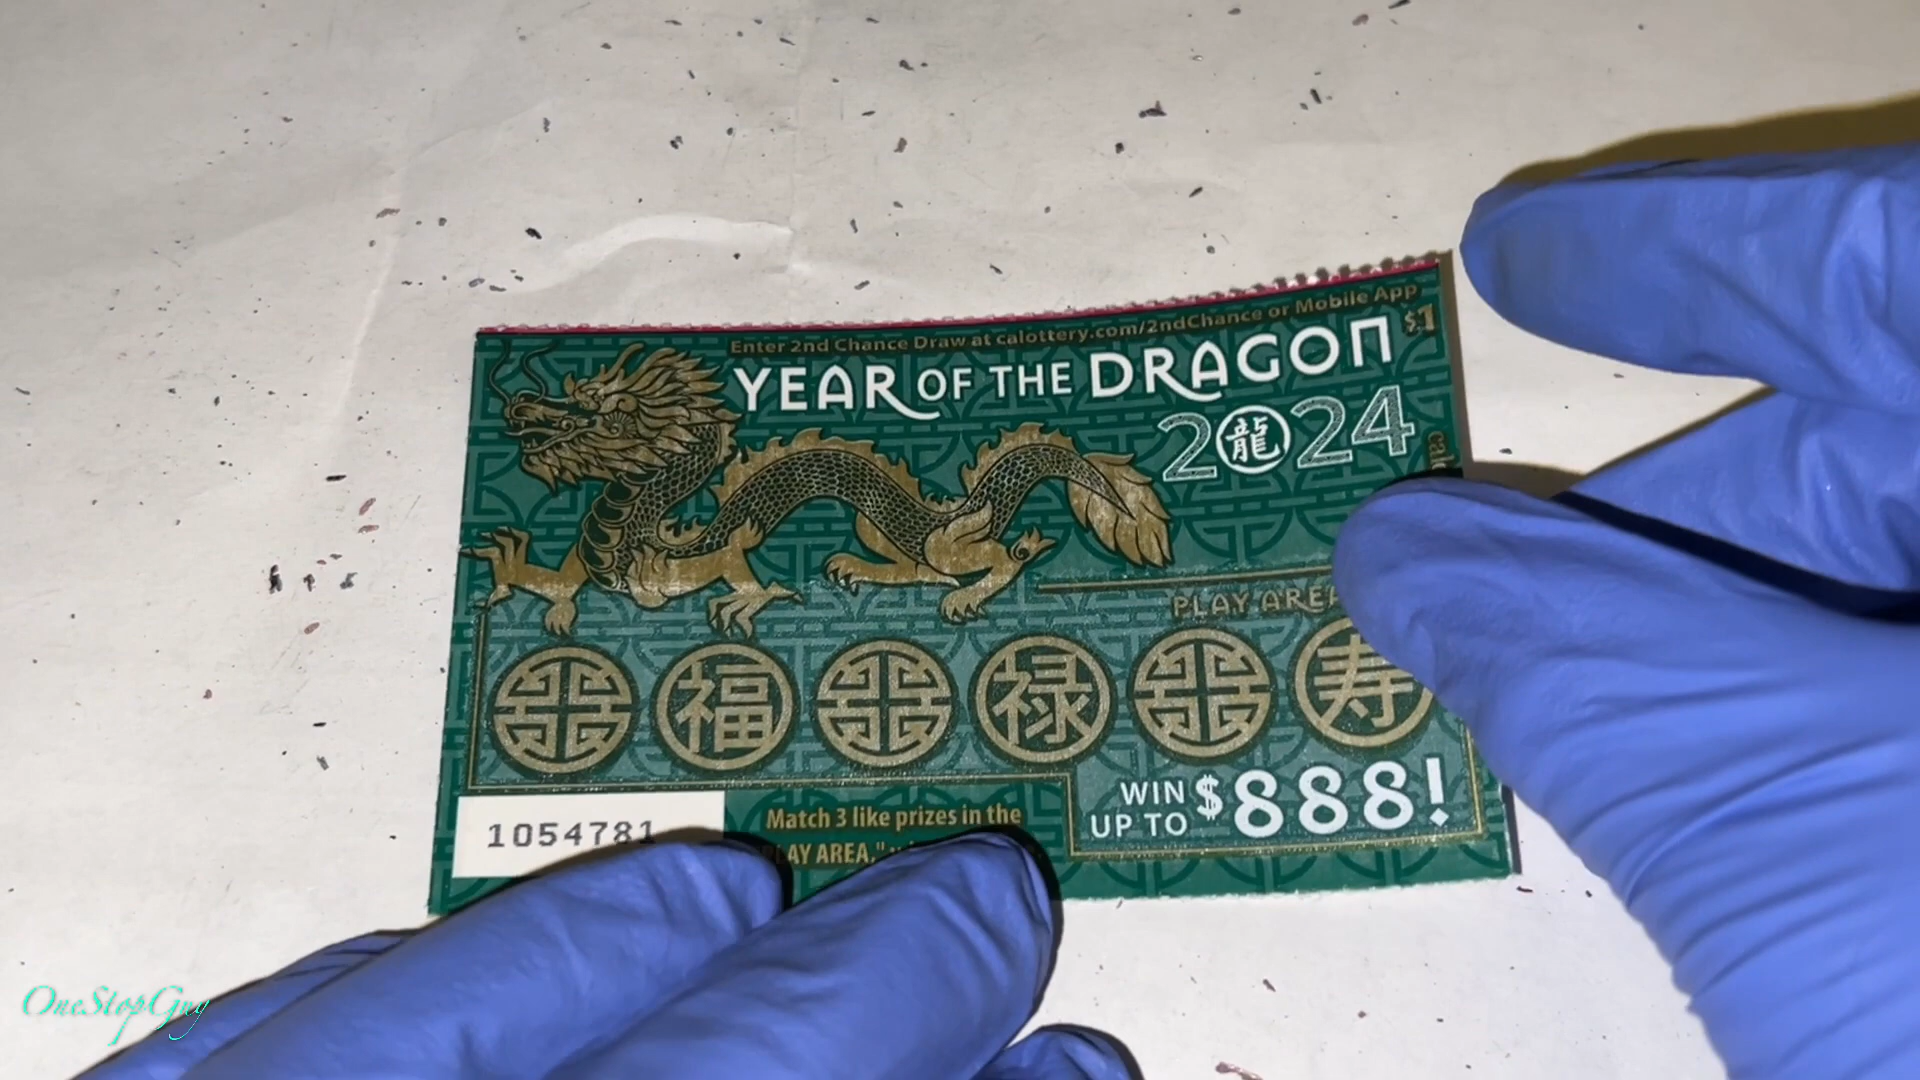 Enter 2nd Chance Draw at calottery.com/2ndChance or Mobile App
$1
YEAR OF THE DRAGON
2龍24
PLAY AREA
福 禄 寿
WIN
UP TO
$888!
1054781
Match 3 like prizes in the
PLAY AREA,"
OneStopGuy